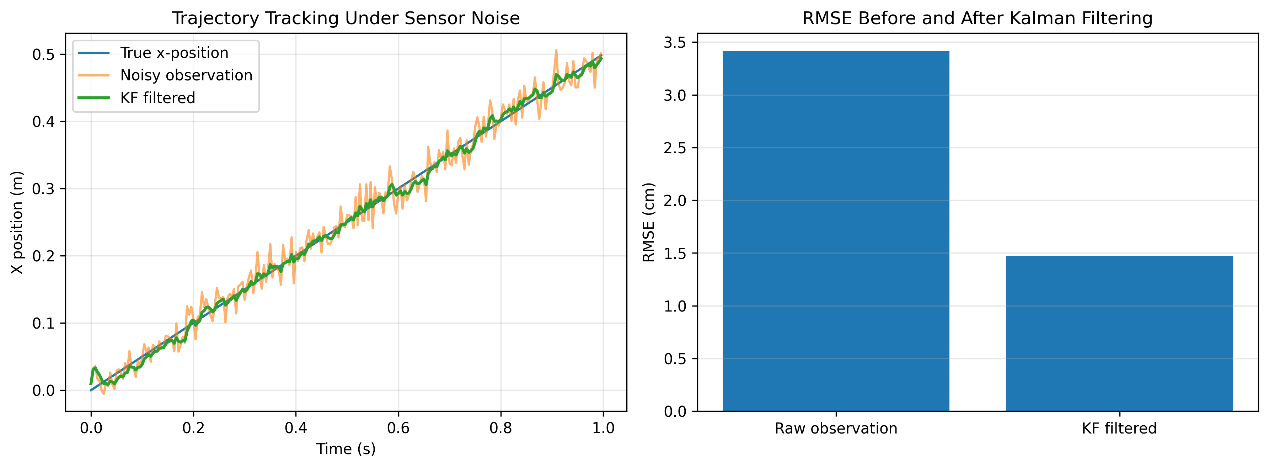 Trajectory Tracking Under Sensor Noise
True x-position
Noisy observation
KF filtered
X position (m)
0.5
0.4
0.3
0.2
0.1
0.0
0.0 0.2 0.4 0.6 0.8 1.0
Time (s)
RMSE Before and After Kalman Filtering
RMSE (cm)
3.5
3.0
2.5
2.0
1.5
1.0
0.5
0.0
Raw observation KF filtered